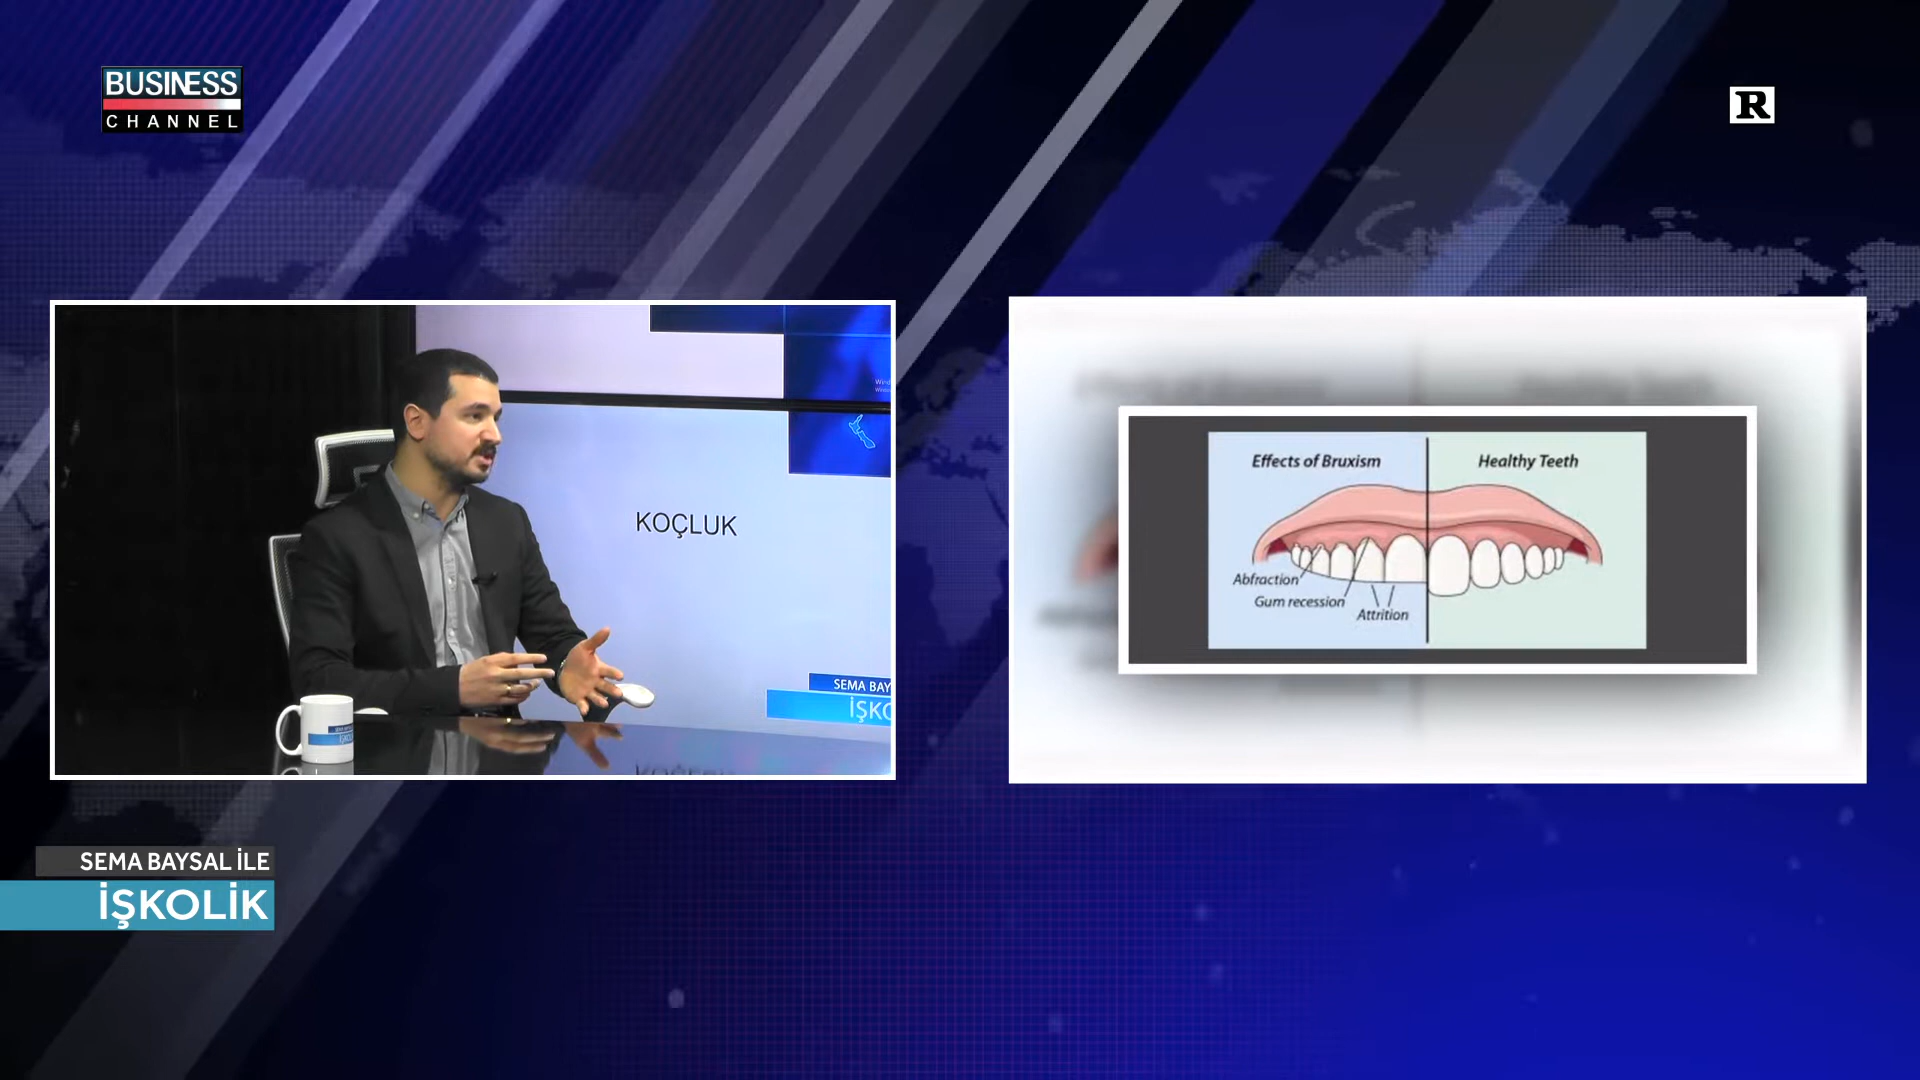 BUSINESS
CHANNEL
R
KOÇLUK
SEMA BAY
İŞKO
Effects of Bruxism
Healthy Teeth
Abfraction
Gum recession
Attrition
SEMA BAYSAL İLE
İŞKOLİK